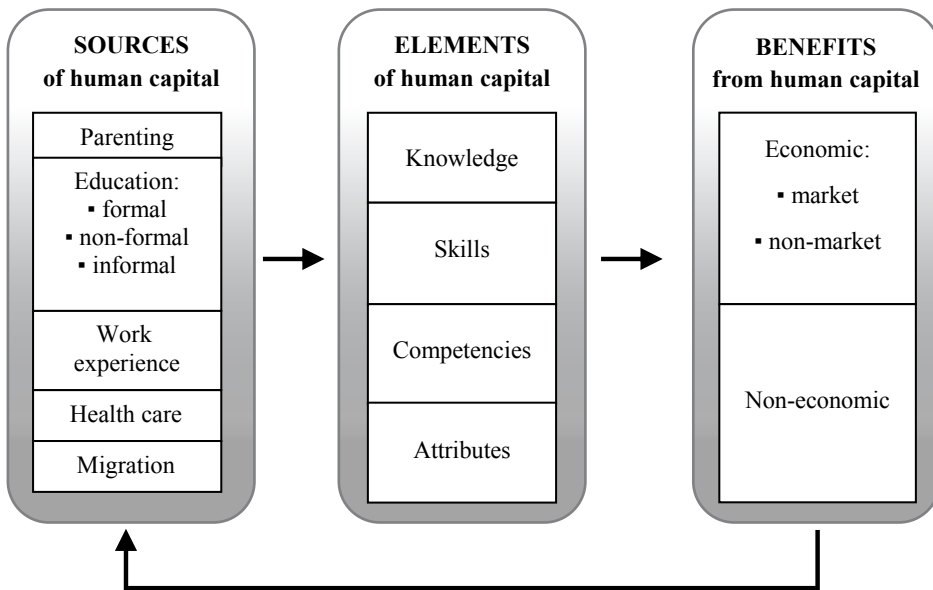 SOURCES
of human capital
Parenting
Education:
▪ formal
▪ non-formal
▪ informal
Work
experience
Health care
Migration
ELEMENTS
of human capital
Knowledge
Skills
Competencies
Attributes
BENEFITS
from human capital
Economic:
▪ market
▪ non-market
Non-economic